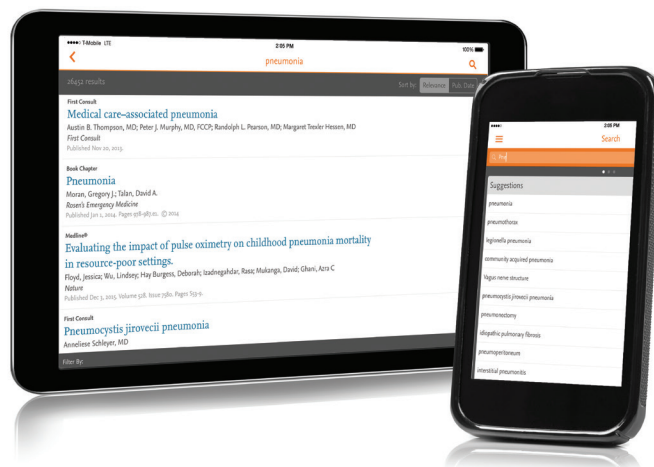 T-Mobile LTE
2:05 PM
100%
pneumonia
26452 results
Sort by: Relevance Pub. Date
First Consult
Medical care–associated pneumonia
Austin B. Thompson, MD; Peter J. Murphy, MD, FCCP; Randolph L. Pearson, MD; Margaret Trexler Hessen, MD
First Consult
Published Nov 20, 2015.
Book Chapter
Pneumonia
Moran, Gregory J.; Talan, David A.
Rosen's Emergency Medicine
Published Jan 1, 2014. Pages 978-987.e2. © 2014
Medline®
Evaluating the impact of pulse oximetry on childhood pneumonia mortality
in resource-poor settings.
Floyd, Jessica; Wu, Lindsey; Hay Burgess, Deborah; Izadnegahdar, Rasa; Mukanga, David; Ghani, Azra C
Nature
Published Dec 3, 2015. Volume 528. Issue 7580. Pages S53-9.
First Consult
Pneumocystis jirovecii pneumonia
Anneliese Schleyer, MD
Filter By:
2:05 PM
Search
Pne
Suggestions
pneumonia
pneumothorax
legionella pneumonia
community acquired pneumonia
Vagus nerve structure
pneumocystis jirovecii pneumonia
pneumonectomy
idiopathic pulmonary fibrosis
pneumoperitoneum
interstitial pneumonitis